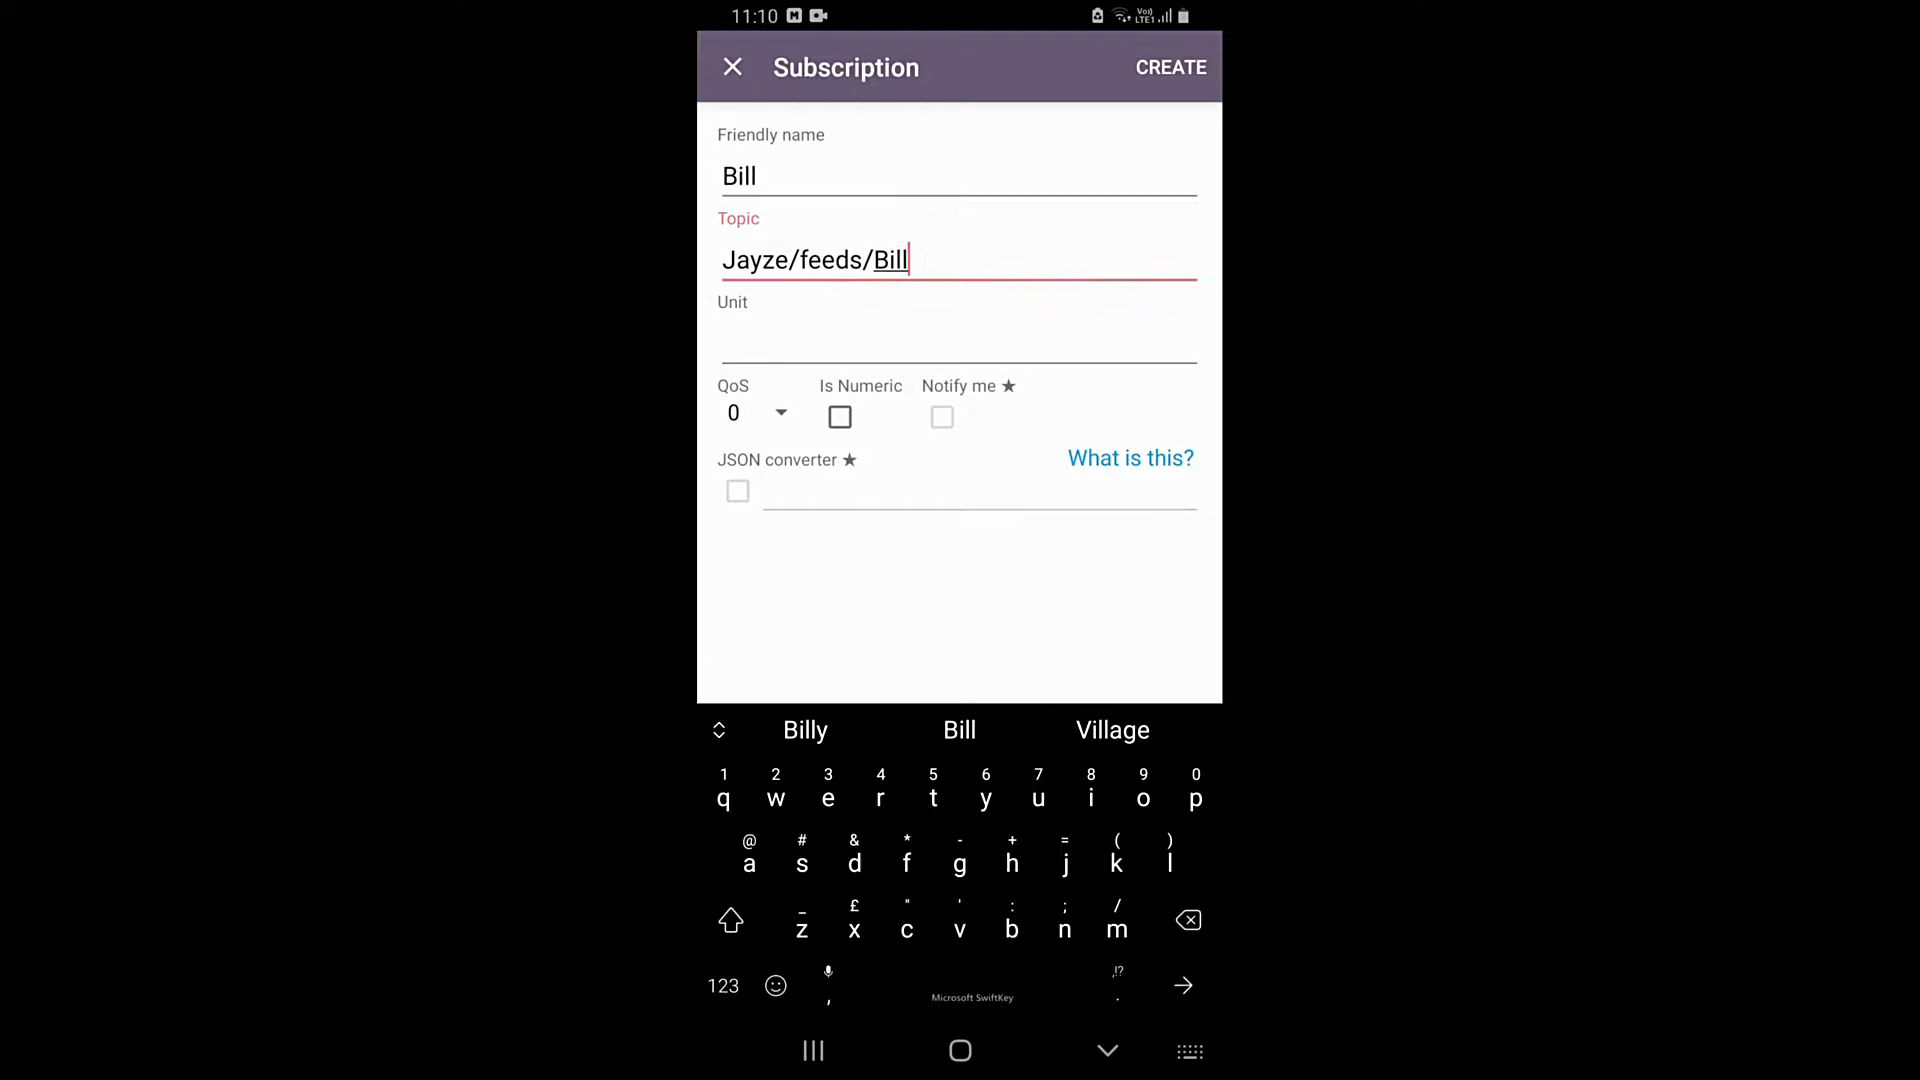 11:10
Vo)
LTE1
Subscription
CREATE
Friendly name
Bill
Topic
Jayze/feeds/Bill
Unit
QoS
Is Numeric
Notify me ★
0
JSON converter ★
What is this?
Billy
Bill
Village
1 2 3 4 5 6 7 8 9 0
q w e r t y u i o p
@ # & * - + = ( )
a s d f g h j k l
_ £ " ' : ; /
z x c v b n m
123
,
Microsoft SwiftKey
,!?
.